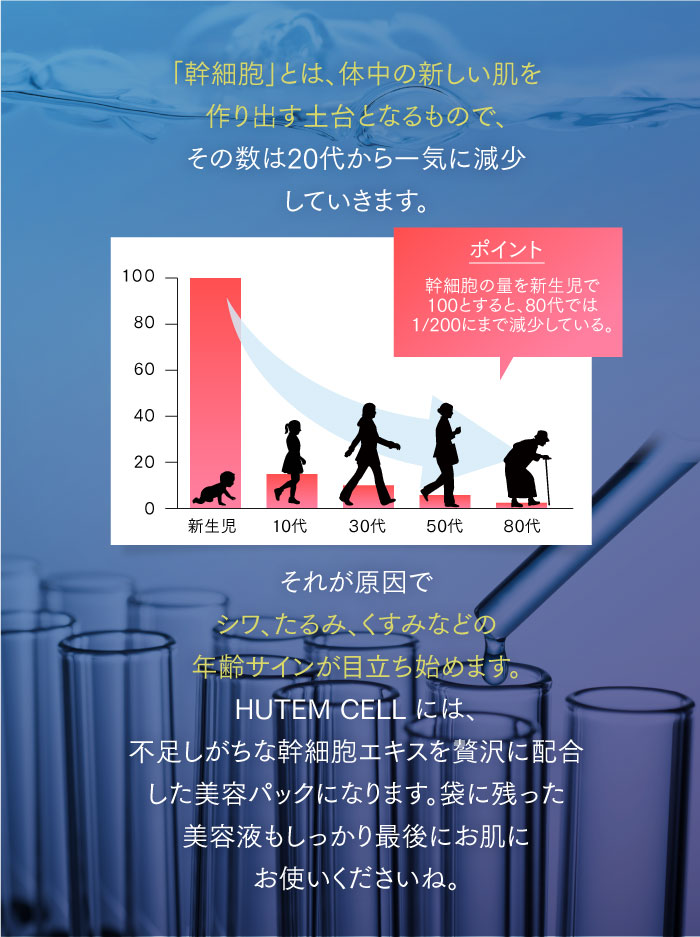 「幹細胞」とは、体中の新しい肌を
作り出す土台となるもので、
その数は20代から一気に減少
していきます。
ポイント
幹細胞の量を新生児で
100とすると、80代では
1/200にまで減少している。
100
80
60
40
20
0
新生児 10代 30代 50代 80代
それが原因で
シワ、たるみ、くすみなどの
年齢サインが目立ち始めます。
HUTEM CELL には、
不足しがちな幹細胞エキスを贅沢に配合
した美容パックになります。袋に残った
美容液もしっかり最後にお肌に
お使いくださいね。